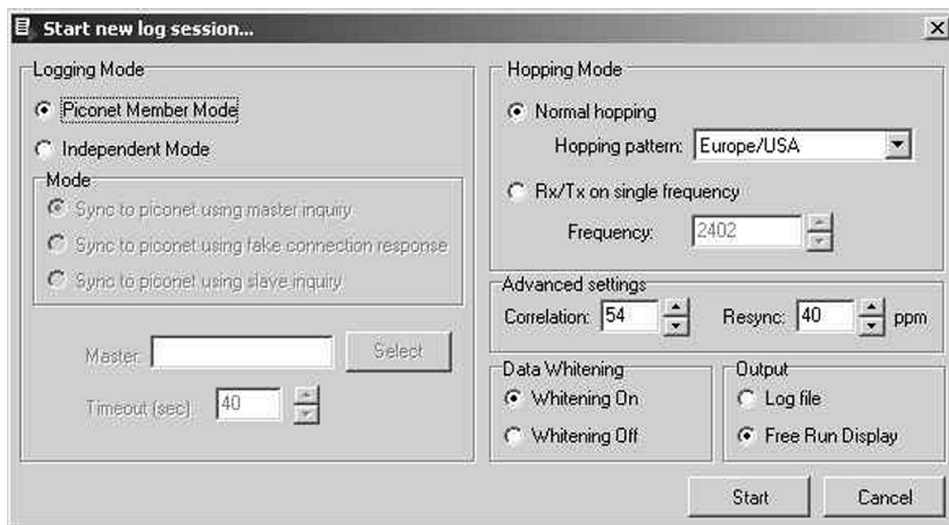 Start new log session...
Logging Mode
Piconet Member Mode
Independent Mode
Mode
Sync to piconet using master inquiry
Sync to piconet using fake connection response
Sync to piconet using slave inquiry
Master:
Select
Timeout (sec):
40
Hopping Mode
Normal hopping
Hopping pattern: Europe/USA
Rx/Tx on single frequency
Frequency: 2402
Advanced settings
Correlation: 54 Resync: 40 ppm
Data Whitening
Whitening On
Whitening Off
Output
Log file
Free Run Display
Start
Cancel